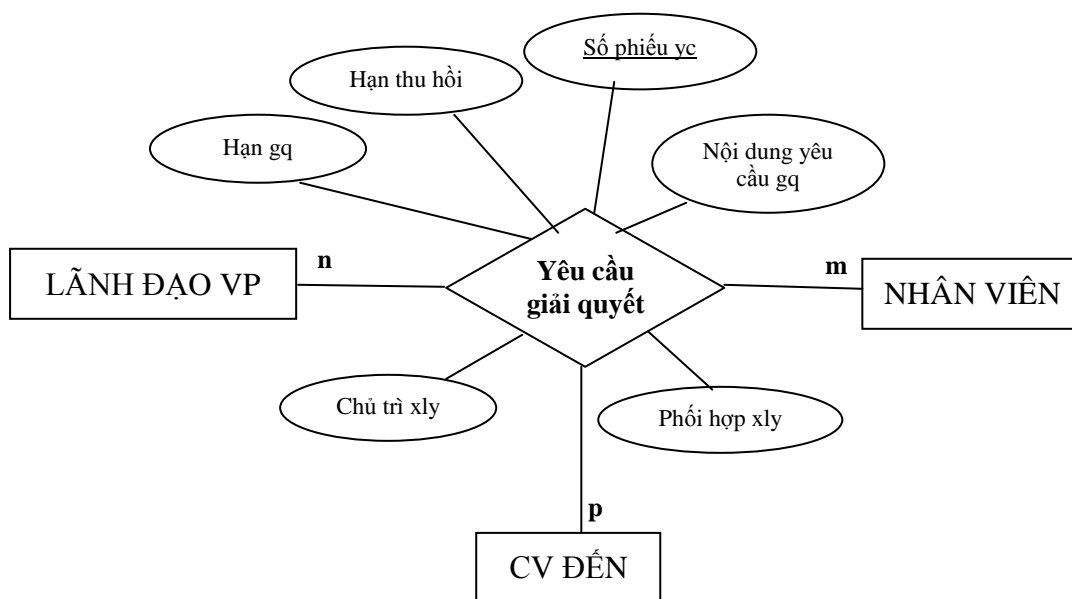 Số phiếu yc
Hạn thu hồi
Hạn gq
Nội dung yêu
cầu gq
LÃNH ĐẠO VP
n
Yêu cầu
giải quyết
m
NHÂN VIÊN
Chủ trì xly
Phối hợp xly
p
CV ĐẾN